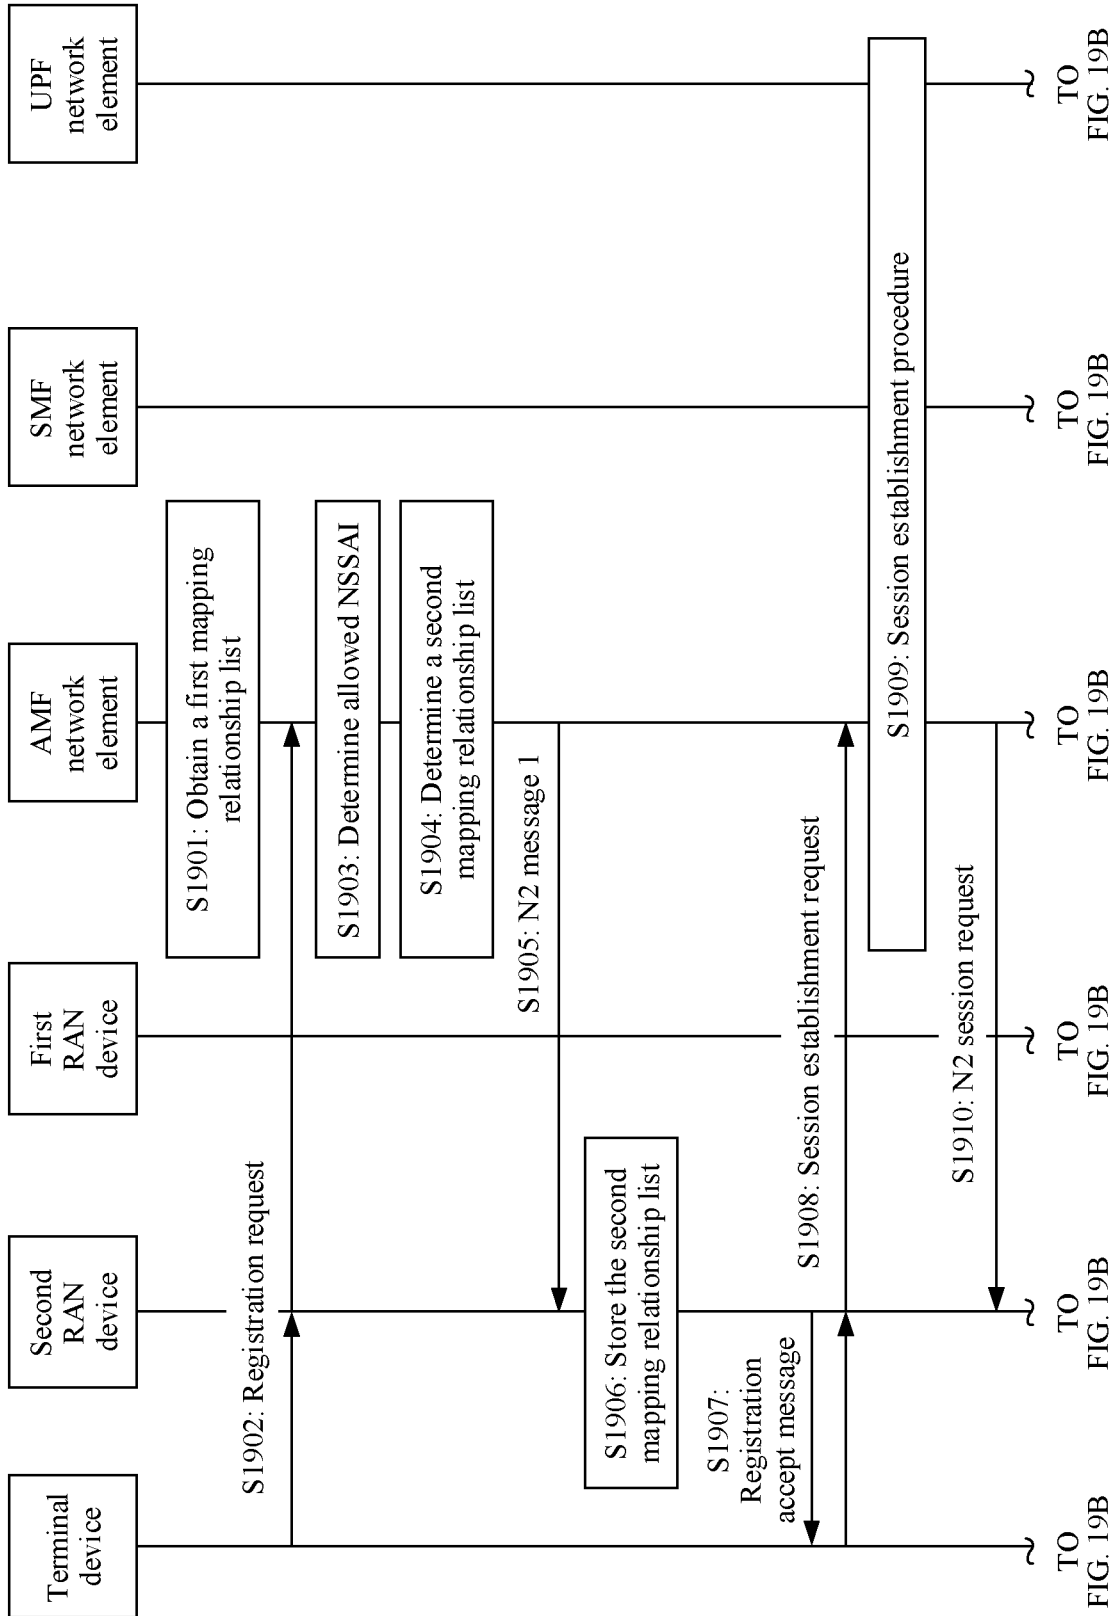 Terminal
device
Second
RAN
device
First
RAN
device
AMF
network
element
SMF
network
element
UPF
network
element
S1901: Obtain a first mapping
relationship list
S1902: Registration request
S1903: Determine allowed NSSAI
S1904: Determine a second
mapping relationship list
S1905: N2 message 1
S1906: Store the second
mapping relationship list
S1907:
Registration
accept message
S1908: Session establishment request
S1909: Session establishment procedure
S1910: N2 session request
TO
FIG. 19B
TO
FIG. 19B
TO
FIG. 19B
TO
FIG. 19B
TO
FIG. 19B
TO
FIG. 19B